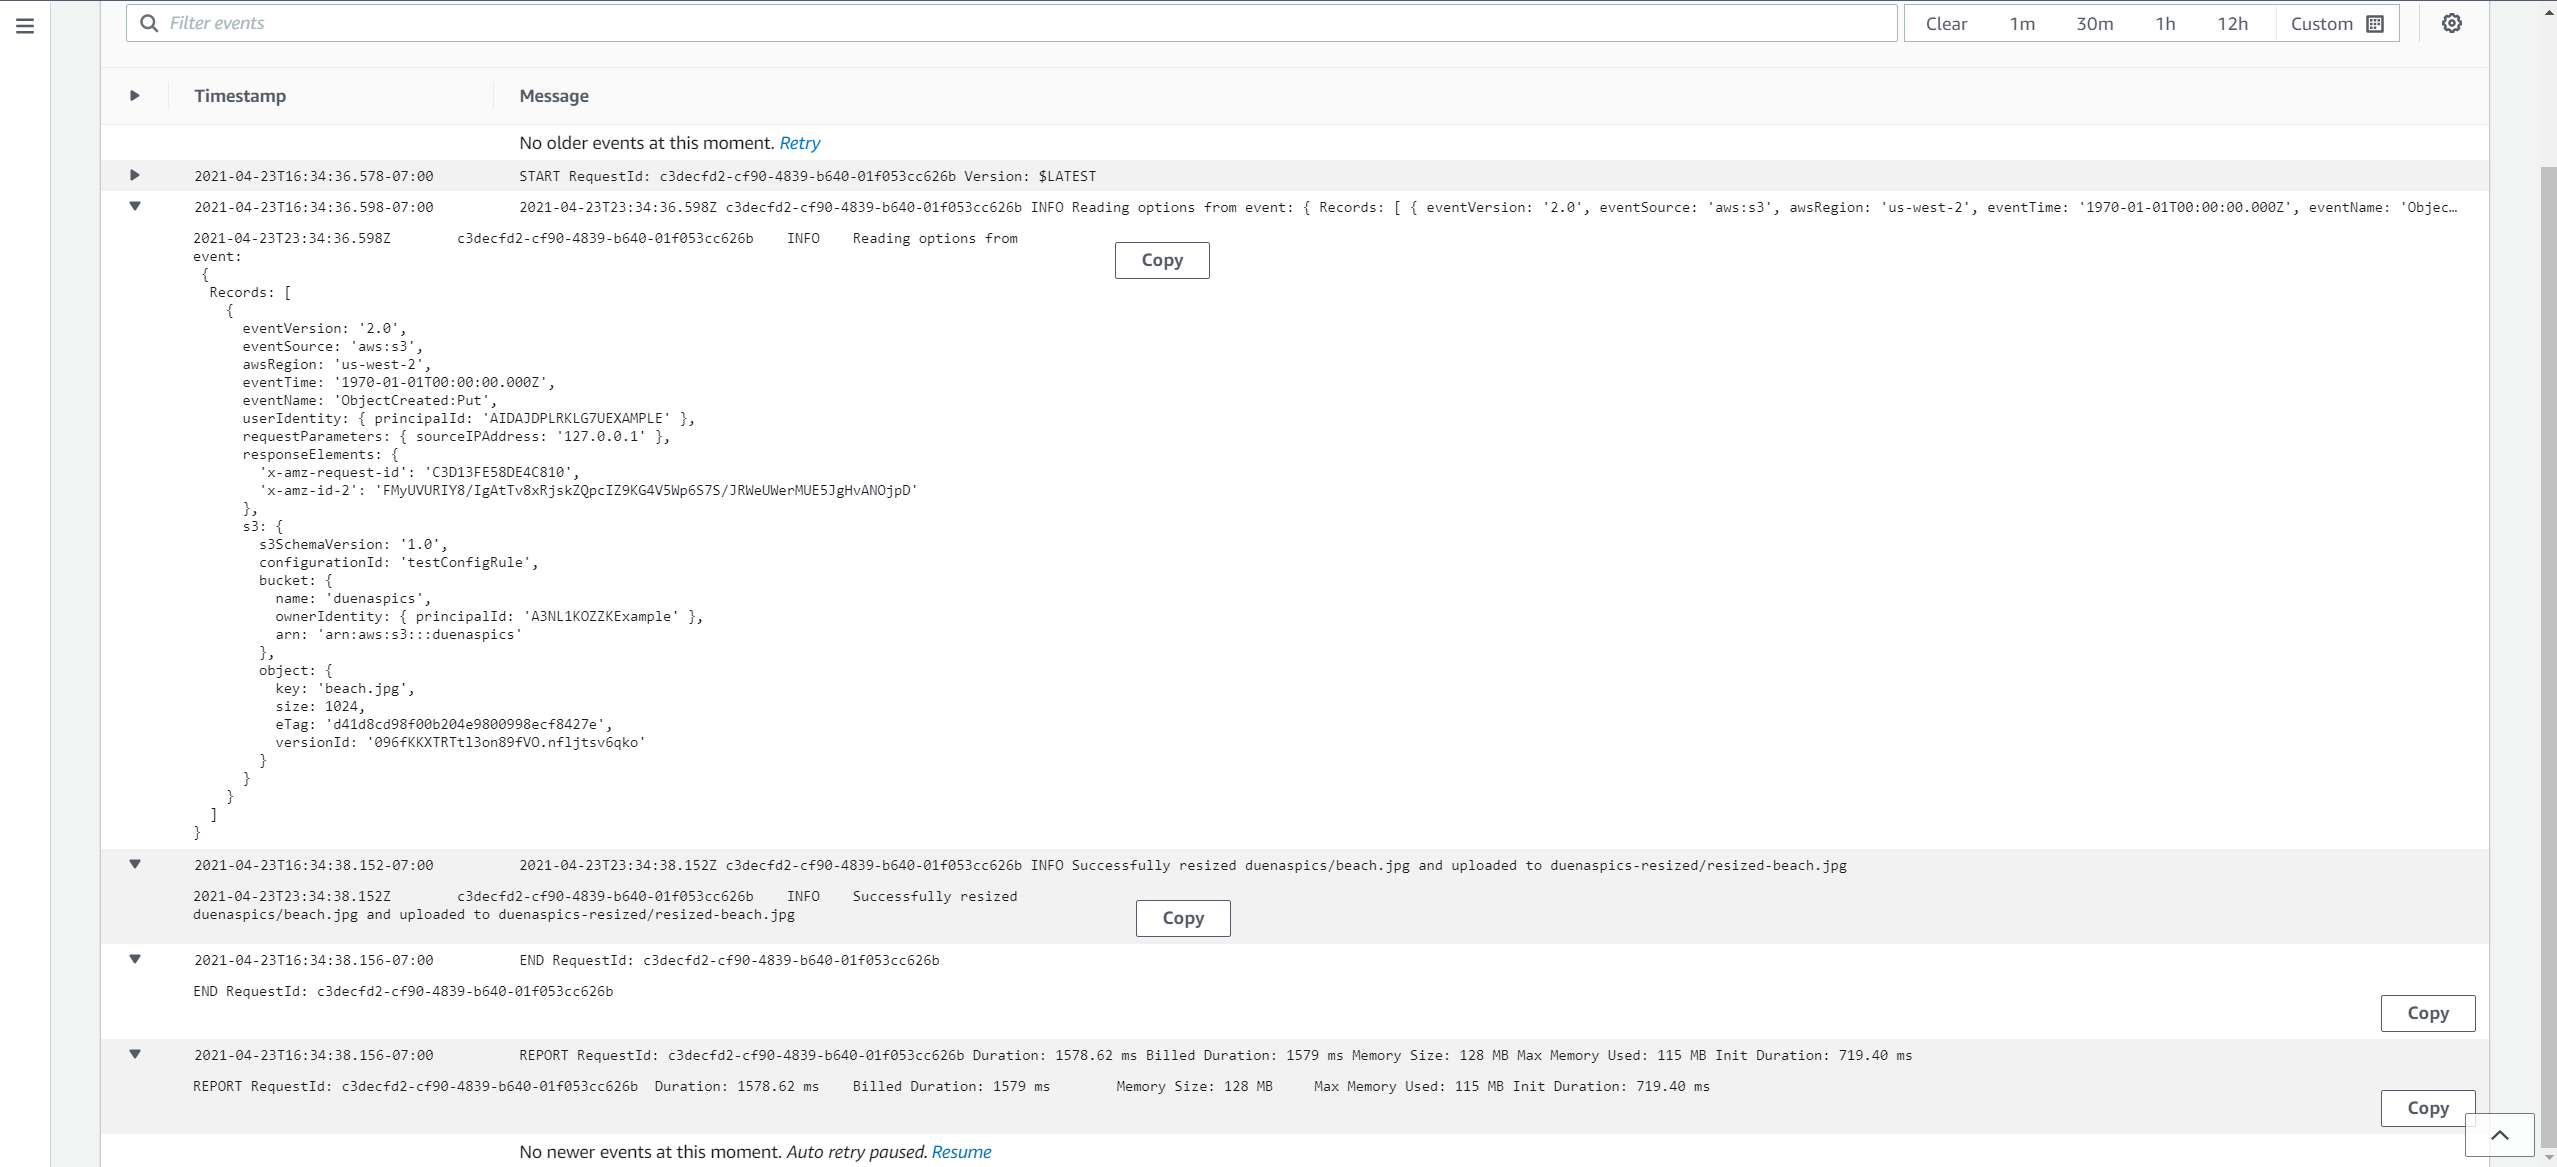 Filter events
Clear 1m 30m 1h 12h Custom
Timestamp Message
No older events at this moment. Retry
2021-04-23T16:34:36.578-07:00 START RequestId: c3decfd2-cf90-4839-b640-01f053cc626b Version: $LATEST
2021-04-23T16:34:36.598-07:00 2021-04-23T23:34:36.598Z c3decfd2-cf90-4839-b640-01f053cc626b INFO Reading options from event: { Records: [ { eventVersion: '2.0', eventSource: 'aws:s3', awsRegion: 'us-west-2', eventTime: '1970-01-01T00:00:00.000Z', eventName: 'Objec…
2021-04-23T23:34:36.598Z c3decfd2-cf90-4839-b640-01f053cc626b INFO Reading options from
Copy
event:
{
Records: [
{
eventVersion: '2.0',
eventSource: 'aws:s3',
awsRegion: 'us-west-2',
eventTime: '1970-01-01T00:00:00.000Z',
eventName: 'ObjectCreated:Put',
userIdentity: { principalId: 'AIDAJDPLRKLG7UEXAMPLE' },
requestParameters: { sourceIPAddress: '127.0.0.1' },
responseElements: {
'x-amz-request-id': 'C3D13FE58DE4C810',
'x-amz-id-2': 'FMyUVURIY8/IgAtTv8xRjskZQpcIZ9KG4V5Wp6S7S/JRWeUWerMUE5JgHvANOjpD'
},
s3: {
s3SchemaVersion: '1.0',
configurationId: 'testConfigRule',
bucket: {
name: 'duenaspics',
ownerIdentity: { principalId: 'A3NL1KOZZKExample' },
arn: 'arn:aws:s3:::duenaspics'
},
object: {
key: 'beach.jpg',
size: 1024,
eTag: 'd41d8cd98f00b204e9800998ecf8427e',
versionId: '096fKKXTRTtl3on89fVO.nfljtsv6qko'
}
}
}
]
}
2021-04-23T16:34:38.152-07:00 2021-04-23T23:34:38.152Z c3decfd2-cf90-4839-b640-01f053cc626b INFO Successfully resized duenaspics/beach.jpg and uploaded to duenaspics-resized/resized-beach.jpg
2021-04-23T23:34:38.152Z c3decfd2-cf90-4839-b640-01f053cc626b INFO Successfully resized
duenaspics/beach.jpg and uploaded to duenaspics-resized/resized-beach.jpg
Copy
2021-04-23T16:34:38.156-07:00 END RequestId: c3decfd2-cf90-4839-b640-01f053cc626b
END RequestId: c3decfd2-cf90-4839-b640-01f053cc626b
Copy
2021-04-23T16:34:38.156-07:00 REPORT RequestId: c3decfd2-cf90-4839-b640-01f053cc626b Duration: 1578.62 ms Billed Duration: 1579 ms Memory Size: 128 MB Max Memory Used: 115 MB Init Duration: 719.40 ms
REPORT RequestId: c3decfd2-cf90-4839-b640-01f053cc626b Duration: 1578.62 ms Billed Duration: 1579 ms Memory Size: 128 MB Max Memory Used: 115 MB Init Duration: 719.40 ms
Copy
No newer events at this moment. Auto retry paused. Resume